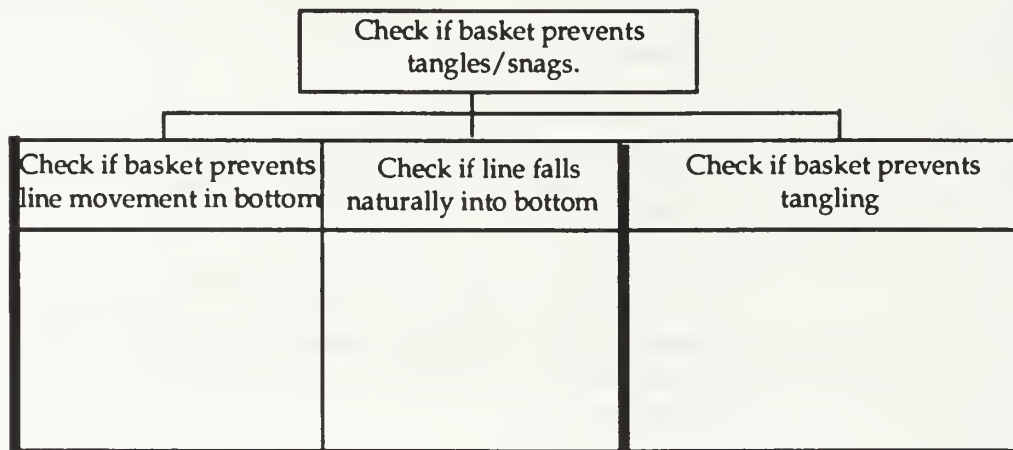 Check if basket prevents
tangles/snags.
Check if basket prevents
line movement in bottom
Check if line falls
naturally into bottom
Check if basket prevents
tangling